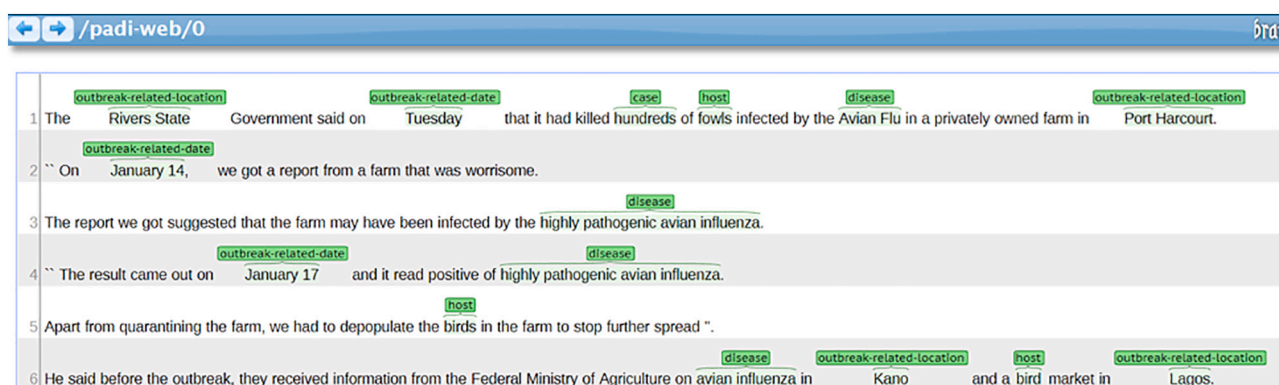 /padi-web/0
outbreak-related-location outbreak-related-date case host disease outbreak-related-location
1 The Rivers State Government said on Tuesday that it had killed hundreds of fowls infected by the Avian Flu in a privately owned farm in Port Harcourt.
outbreak-related-date
2 `` On January 14, we got a report from a farm that was worrisome.
disease
3 The report we got suggested that the farm may have been infected by the highly pathogenic avian influenza.
outbreak-related-date disease
4 `` The result came out on January 17 and it read positive of highly pathogenic avian influenza.
host
5 Apart from quarantining the farm, we had to depopulate the birds in the farm to stop further spread ".
disease outbreak-related-location host outbreak-related-location
6 He said before the outbreak, they received information from the Federal Ministry of Agriculture on avian influenza in Kano and a bird market in Lagos.